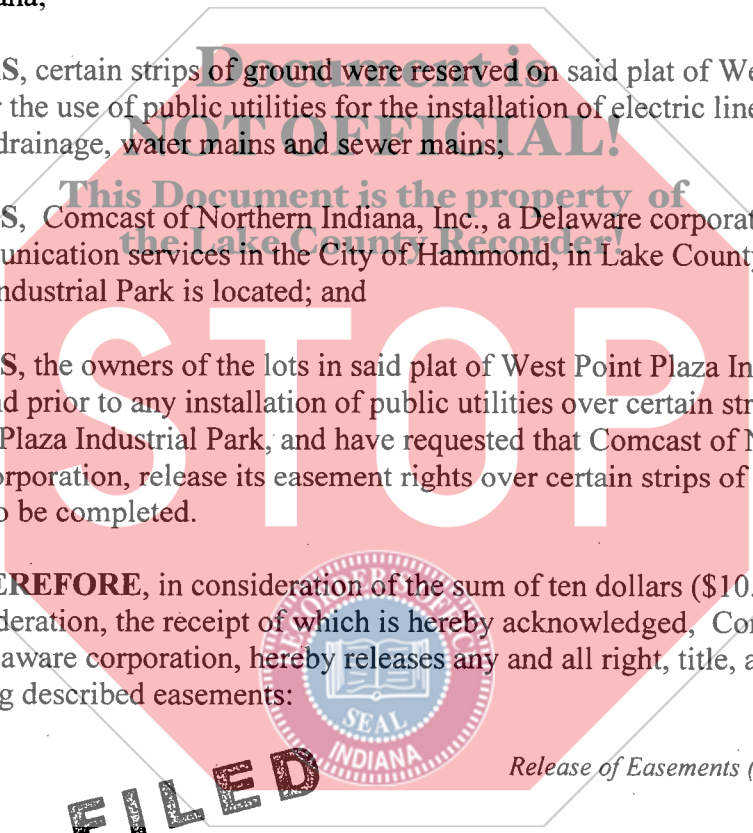 ana;
S, certain strips of ground were reserved on said plat of We
the use of public utilities for the installation of electric line
drainage, water mains and sewer mains;
Document is
NOT OFFICIAL!
This Document is the property of
the Lake County Recorder!
S, Comcast of Northern Indiana, Inc., a Delaware corporat
unication services in the City of Hammond, in Lake County
ndustrial Park is located; and
STOP
S, the owners of the lots in said plat of West Point Plaza In
d prior to any installation of public utilities over certain str
Plaza Industrial Park, and have requested that Comcast of N
orporation, release its easement rights over certain strips of
o be completed.
EREFORE, in consideration of the sum of ten dollars ($10.
deration, the receipt of which is hereby acknowledged, Co
aware corporation, hereby releases any and all right, title, a
g described easements:
SEAL
INDIANA
FILED
Release of Easements (